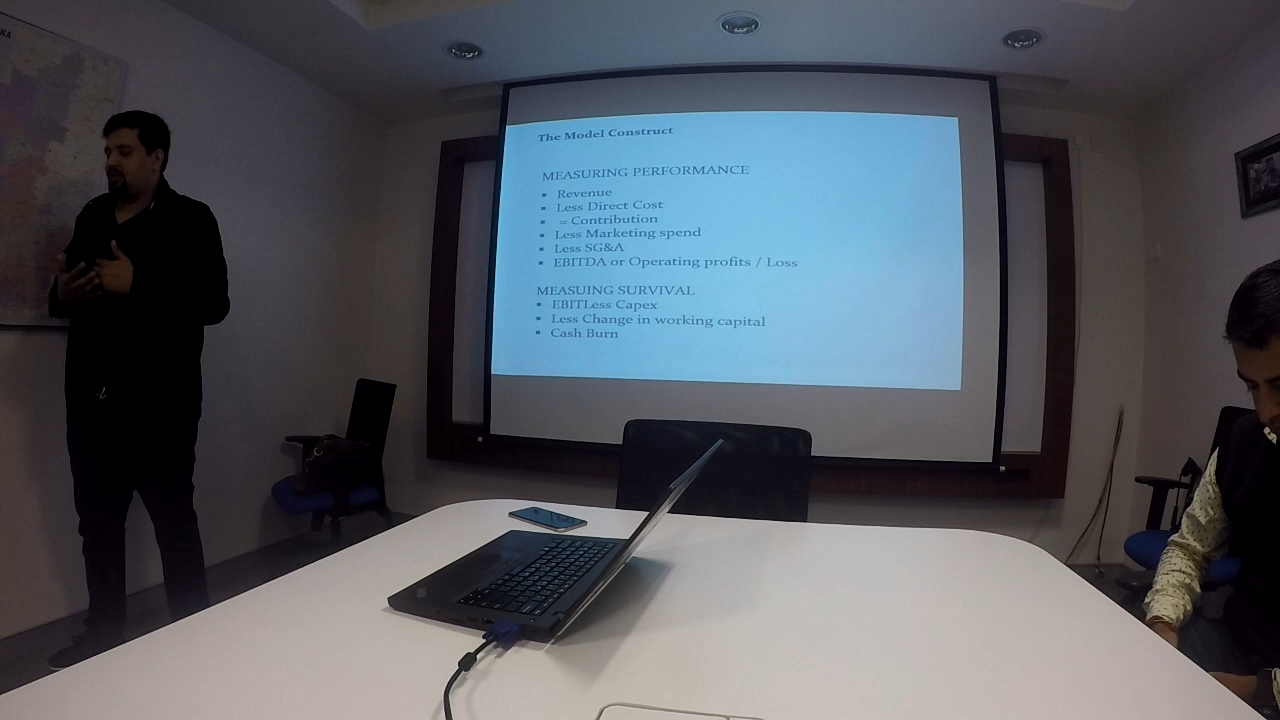 KA
The Model Construct
MEASURING PERFORMANCE
▪ Revenue
▪ Less Direct Cost
▪ = Contribution
▪ Less Marketing spend
▪ Less SG&A
▪ EBITDA or Operating profits / Loss
MEASUING SURVIVAL
▪ EBITLess Capex
▪ Less Change in working capital
▪ Cash Burn